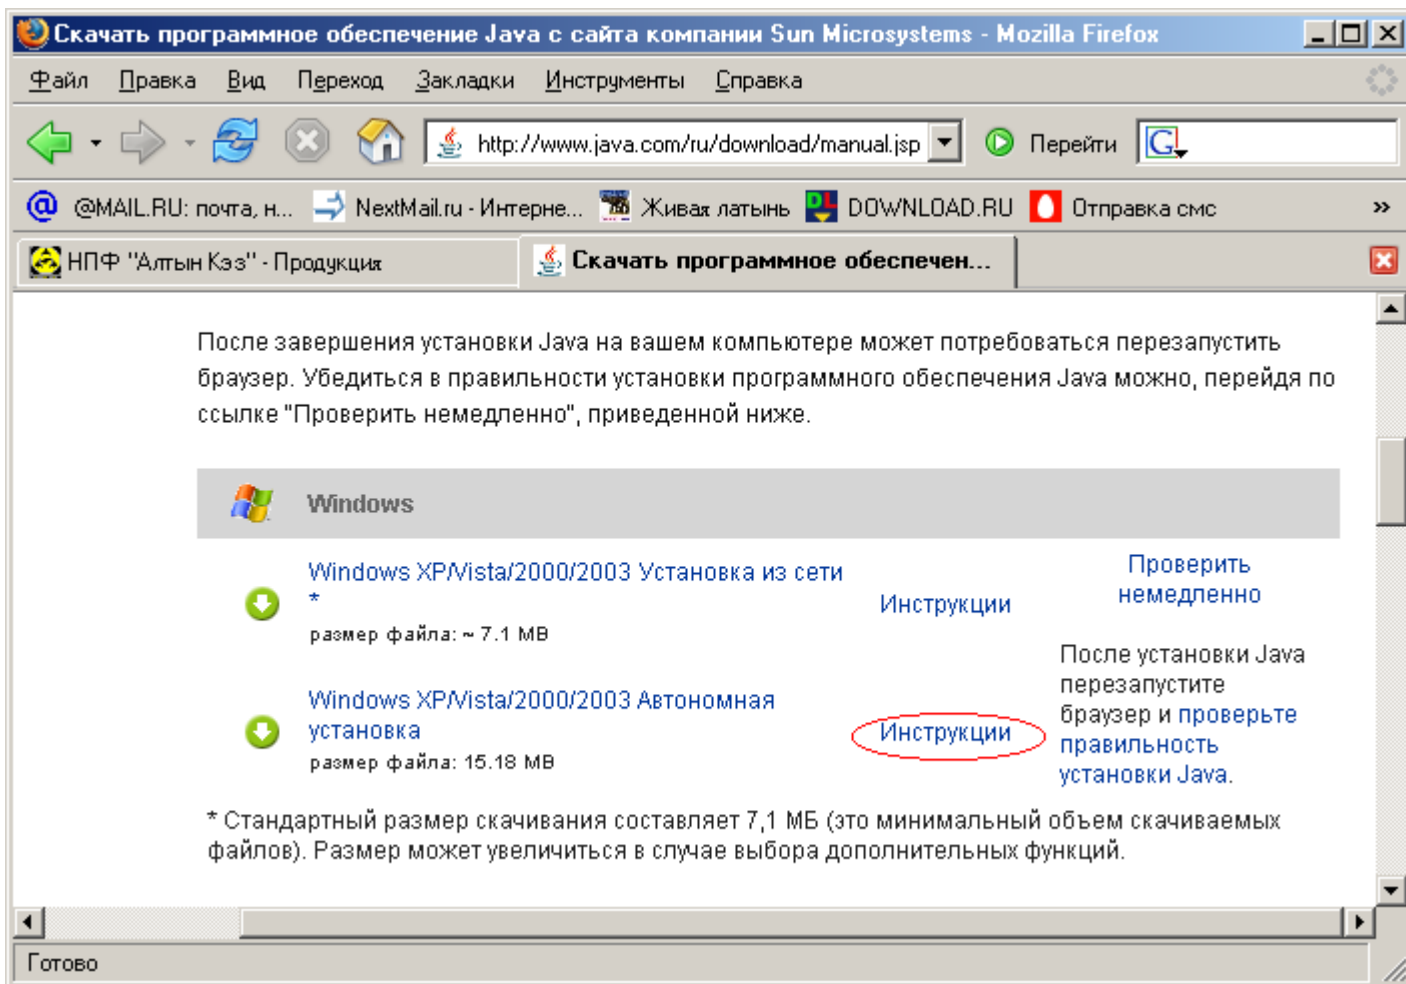 Скачать программное обеспечение Java с сайта компании Sun Microsystems - Mozilla Firefox
Файл Правка Вид Переход Закладки Инструменты Справка
http://www.java.com/ru/download/manual.jsp Перейти G
@MAIL.RU: почта, н... NextMail.ru - Интерне... Живая латынь DL DOWNLOAD.RU Отправка смс »
НПФ "Алтын Кэз" - Продукция Скачать программное обеспечен...
После завершения установки Java на вашем компьютере может потребоваться перезапустить
браузер. Убедиться в правильности установки программного обеспечения Java можно, перейдя по
ссылке "Проверить немедленно", приведенной ниже.
Windows
Windows XP/Vista/2000/2003 Установка из сети
*
размер файла: ~ 7.1 MB
Инструкции
Проверить
немедленно
Windows XP/Vista/2000/2003 Автономная
установка
размер файла: 15.18 MB
Инструкции
После установки Java
перезапустите
браузер и проверьте
правильность
установки Java.
* Стандартный размер скачивания составляет 7,1 МБ (это минимальный объем скачиваемых
файлов). Размер может увеличиться в случае выбора дополнительных функций.
Готово